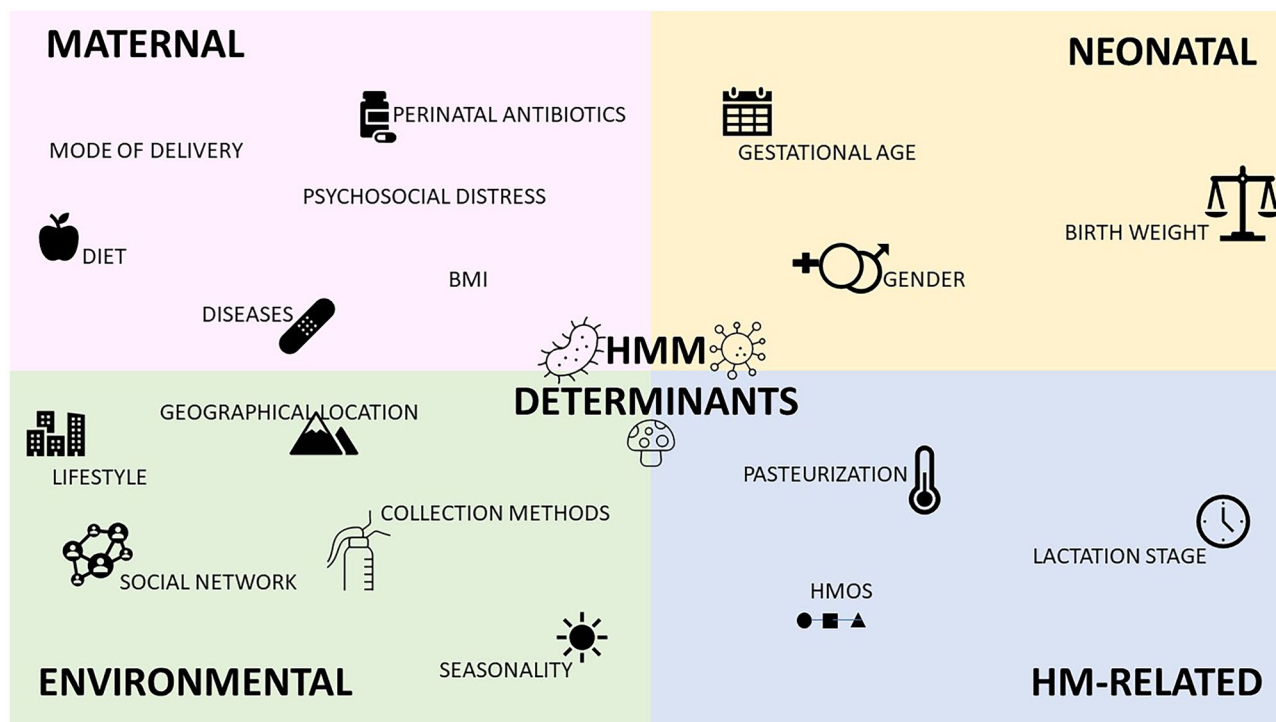 MATERNAL
PERINATAL ANTIBIOTICS
MODE OF DELIVERY
PSYCHOSOCIAL DISTRESS
DIET
BMI
DISEASES
NEONATAL
GESTATIONAL AGE
BIRTH WEIGHT
GENDER
HMM
DETERMINANTS
GEOGRAPHICAL LOCATION
LIFESTYLE
COLLECTION METHODS
SOCIAL NETWORK
SEASONALITY
ENVIRONMENTAL
PASTEURIZATION
LACTATION STAGE
HMOS
HM-RELATED